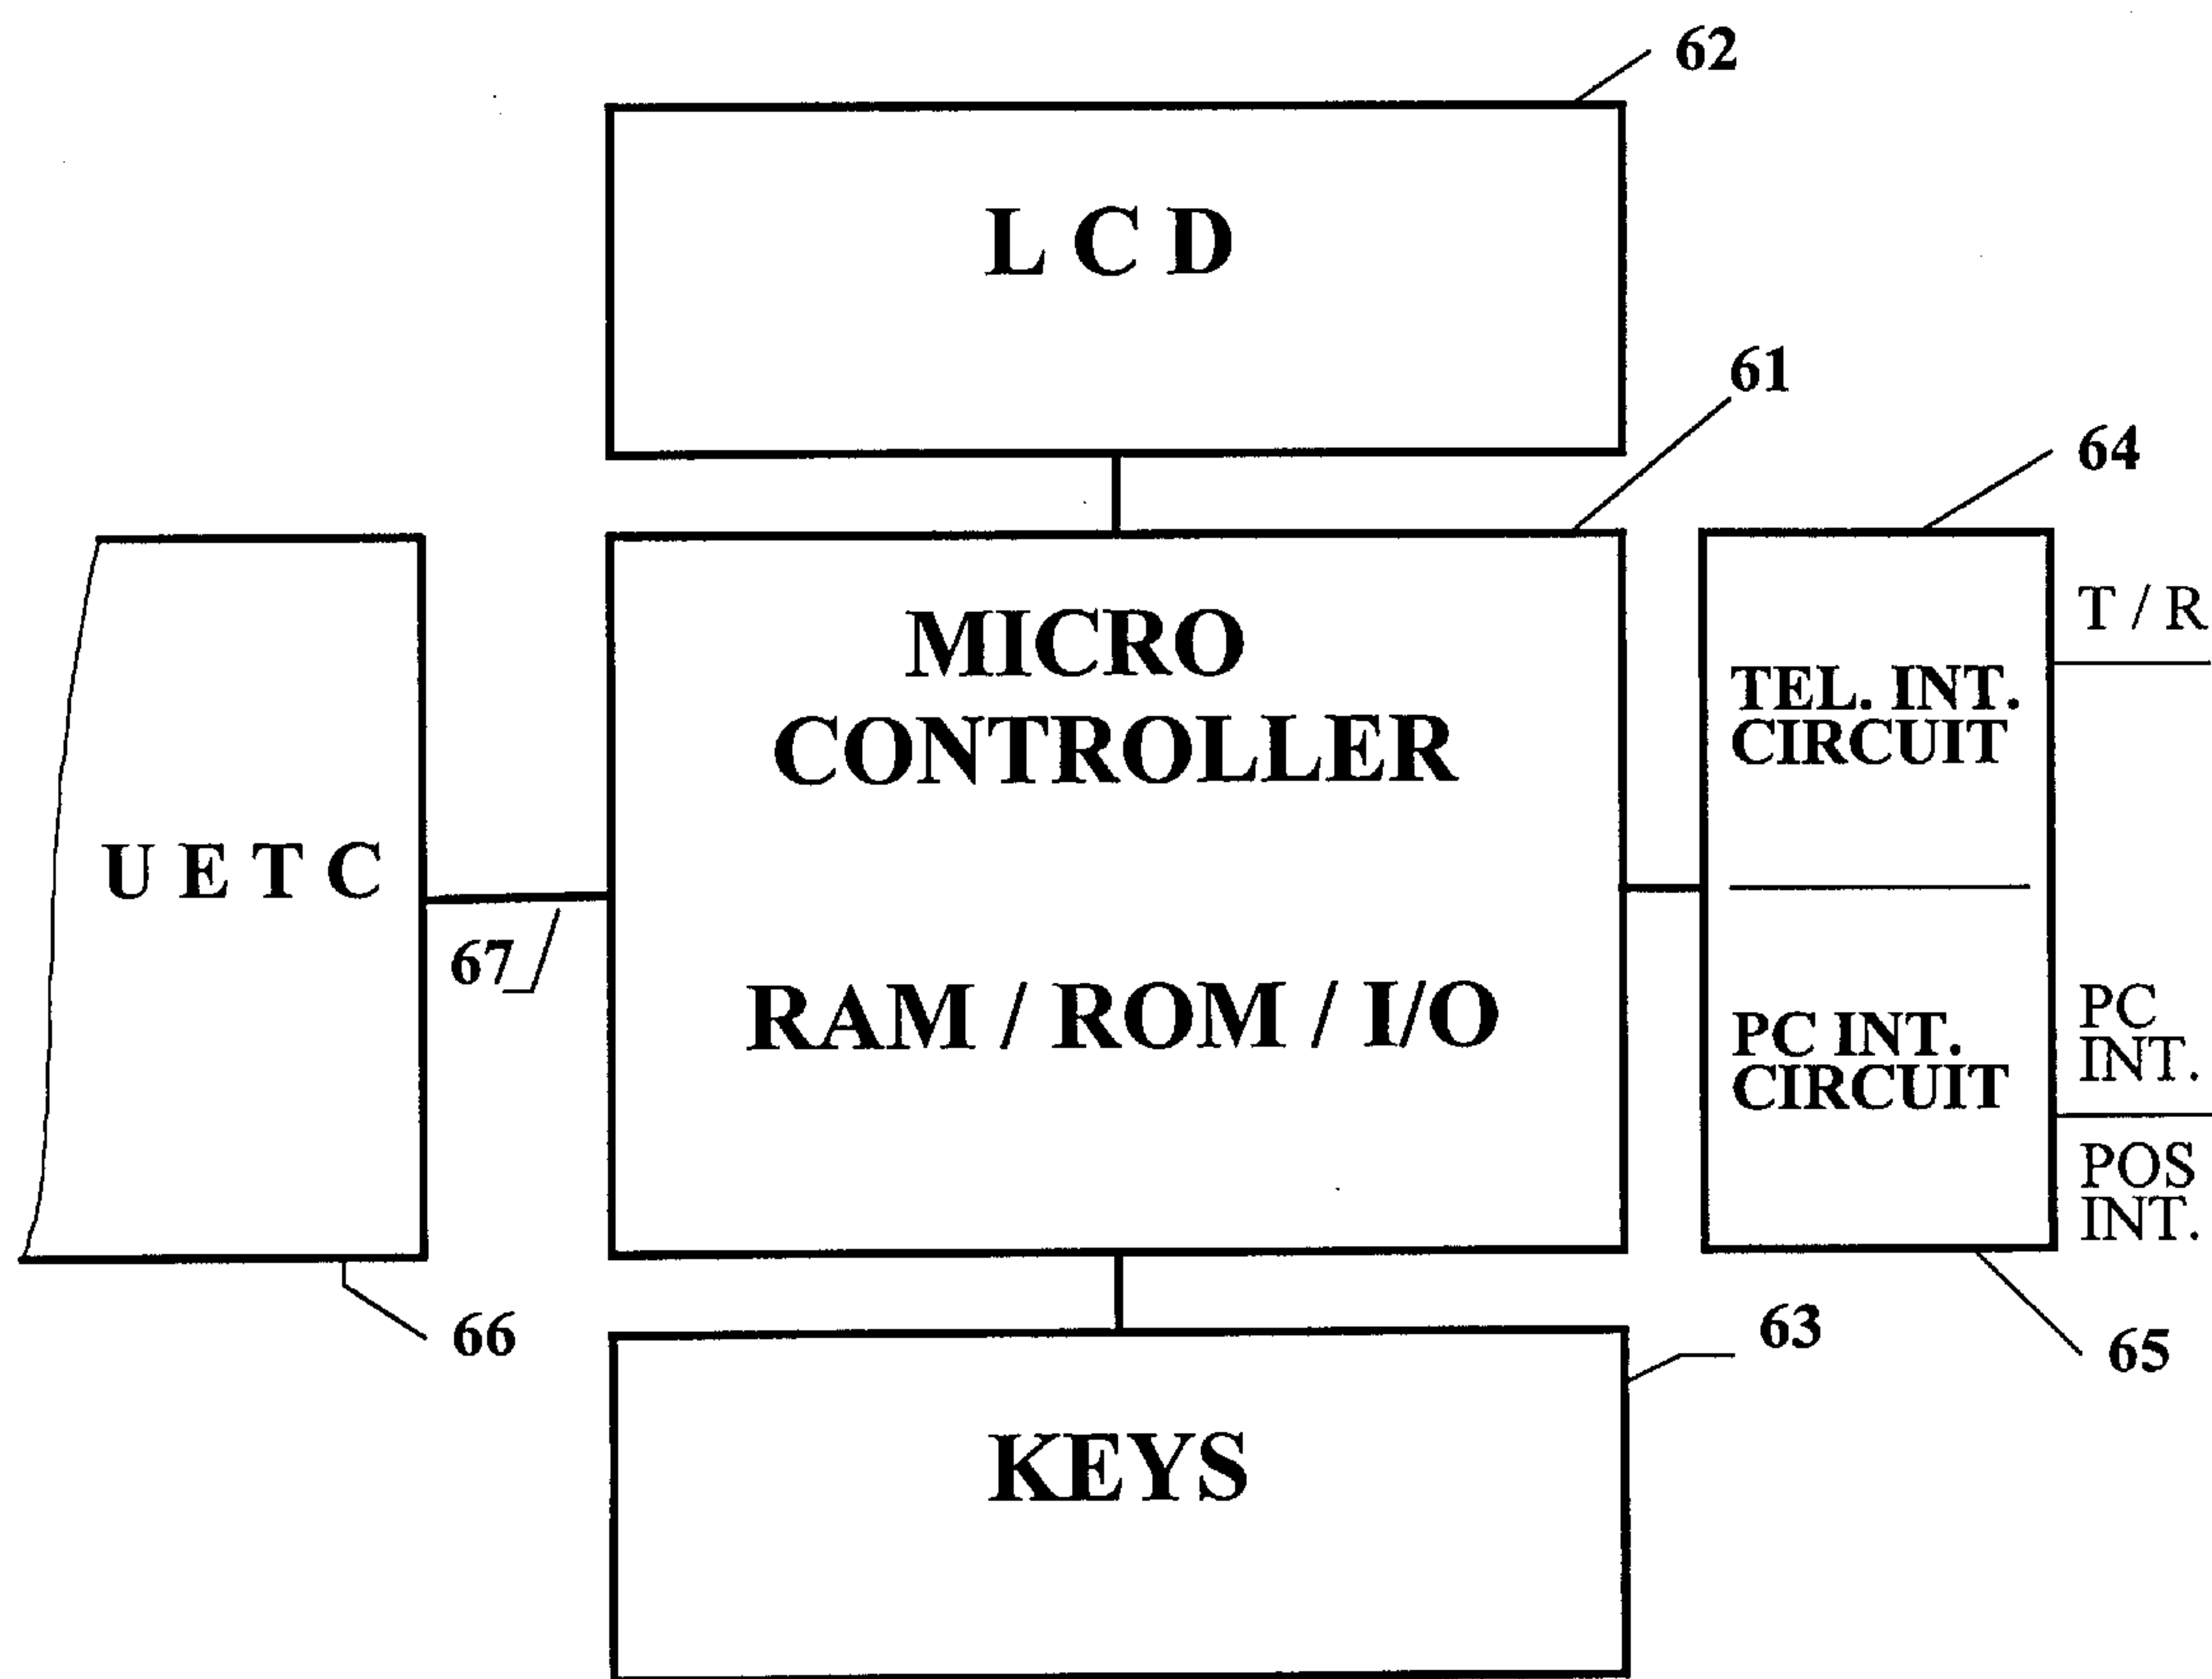 62
L C D
61
64
MICRO
CONTROLLER
RAM / ROM / I/O
TEL. INT.
CIRCUIT
T / R
U E T C
67
PC INT.
CIRCUIT
PC
INT.
POS
INT.
66
63
65
KEYS